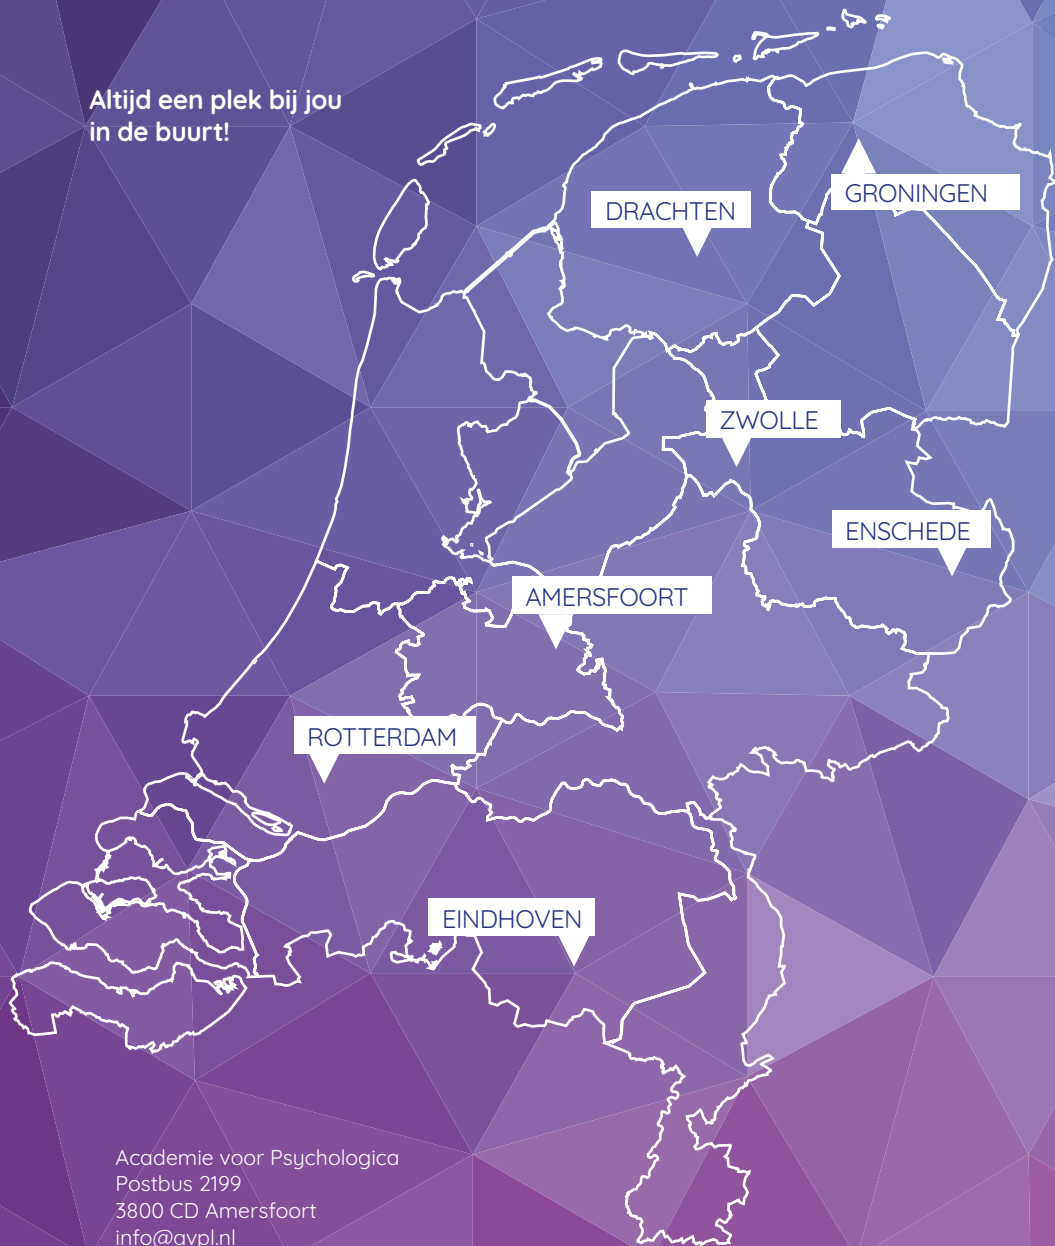 Altijd een plek bij jou
in de buurt!
GRONINGEN
DRACHTEN
ZWOLLE
ENSCHEDE
AMERSFOORT
ROTTERDAM
EINDHOVEN
Academie voor Psychologica
Postbus 2199
3800 CD Amersfoort
info@avpl.nl